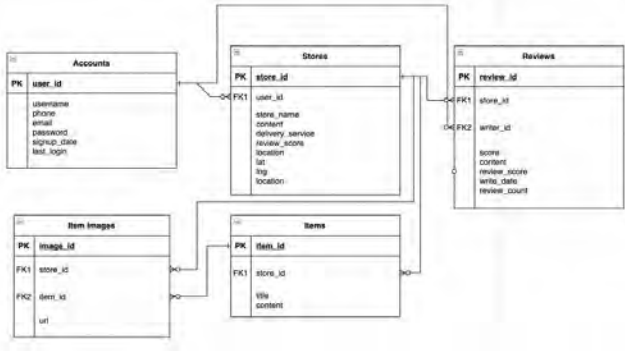 Accounts
PK user_id
username
phone
email
password
signup_date
last_login
Stores
PK store_id
FK1 user_id
store_name
content
delivery_service
review_score
location
lat
lng
location
Reviews
PK review_id
FK1 store_id
FK2 writer_id
score
content
review_score
write_date
review_count
Item Images
PK image_id
FK1 store_id
FK2 item_id
url
Items
PK item_id
FK1 store_id
title
content